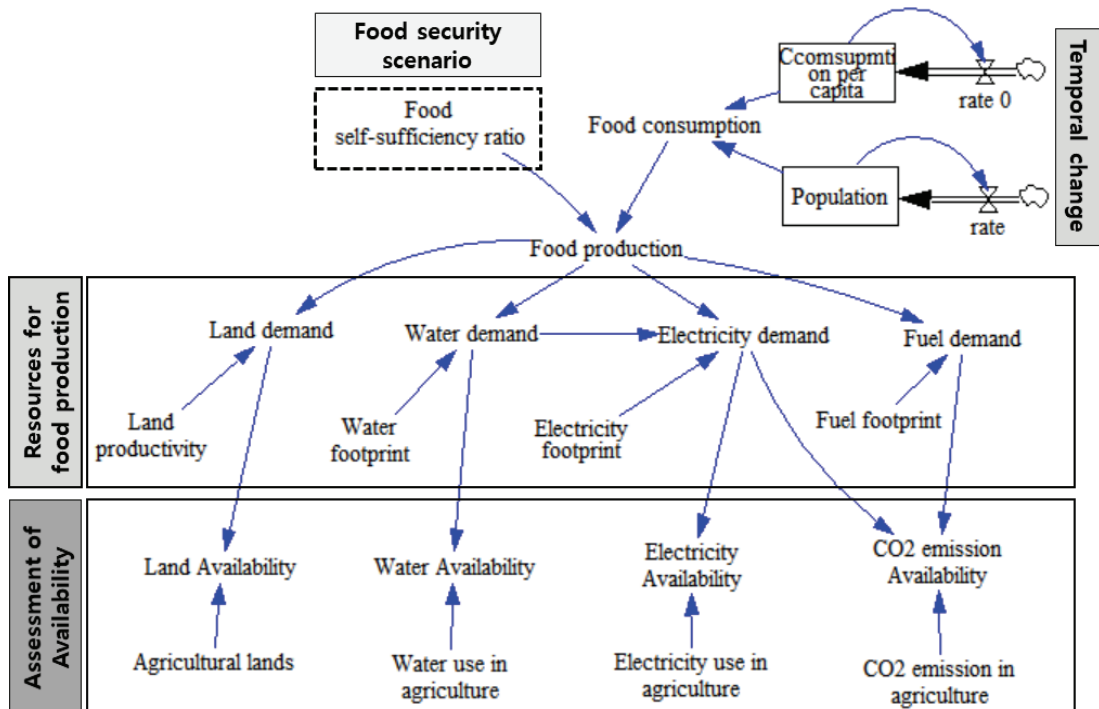 Food security
scenario
Food
self-sufficiency ratio
Food consumption
Ccomsupmti
on per
capita
rate 0
Population
rate
Temporal change
Food production
Resources for
food production
Land demand
Water demand
Electricity demand
Fuel demand
Land
productivity
Water
footprint
Electricity
footprint
Fuel footprint
Assessment of
Availability
Land Availability
Water Availability
Electricity
Availability
CO2 emission
Availability
Agricultural lands
Water use in
agriculture
Electricity use in
agriculture
CO2 emission in
agriculture